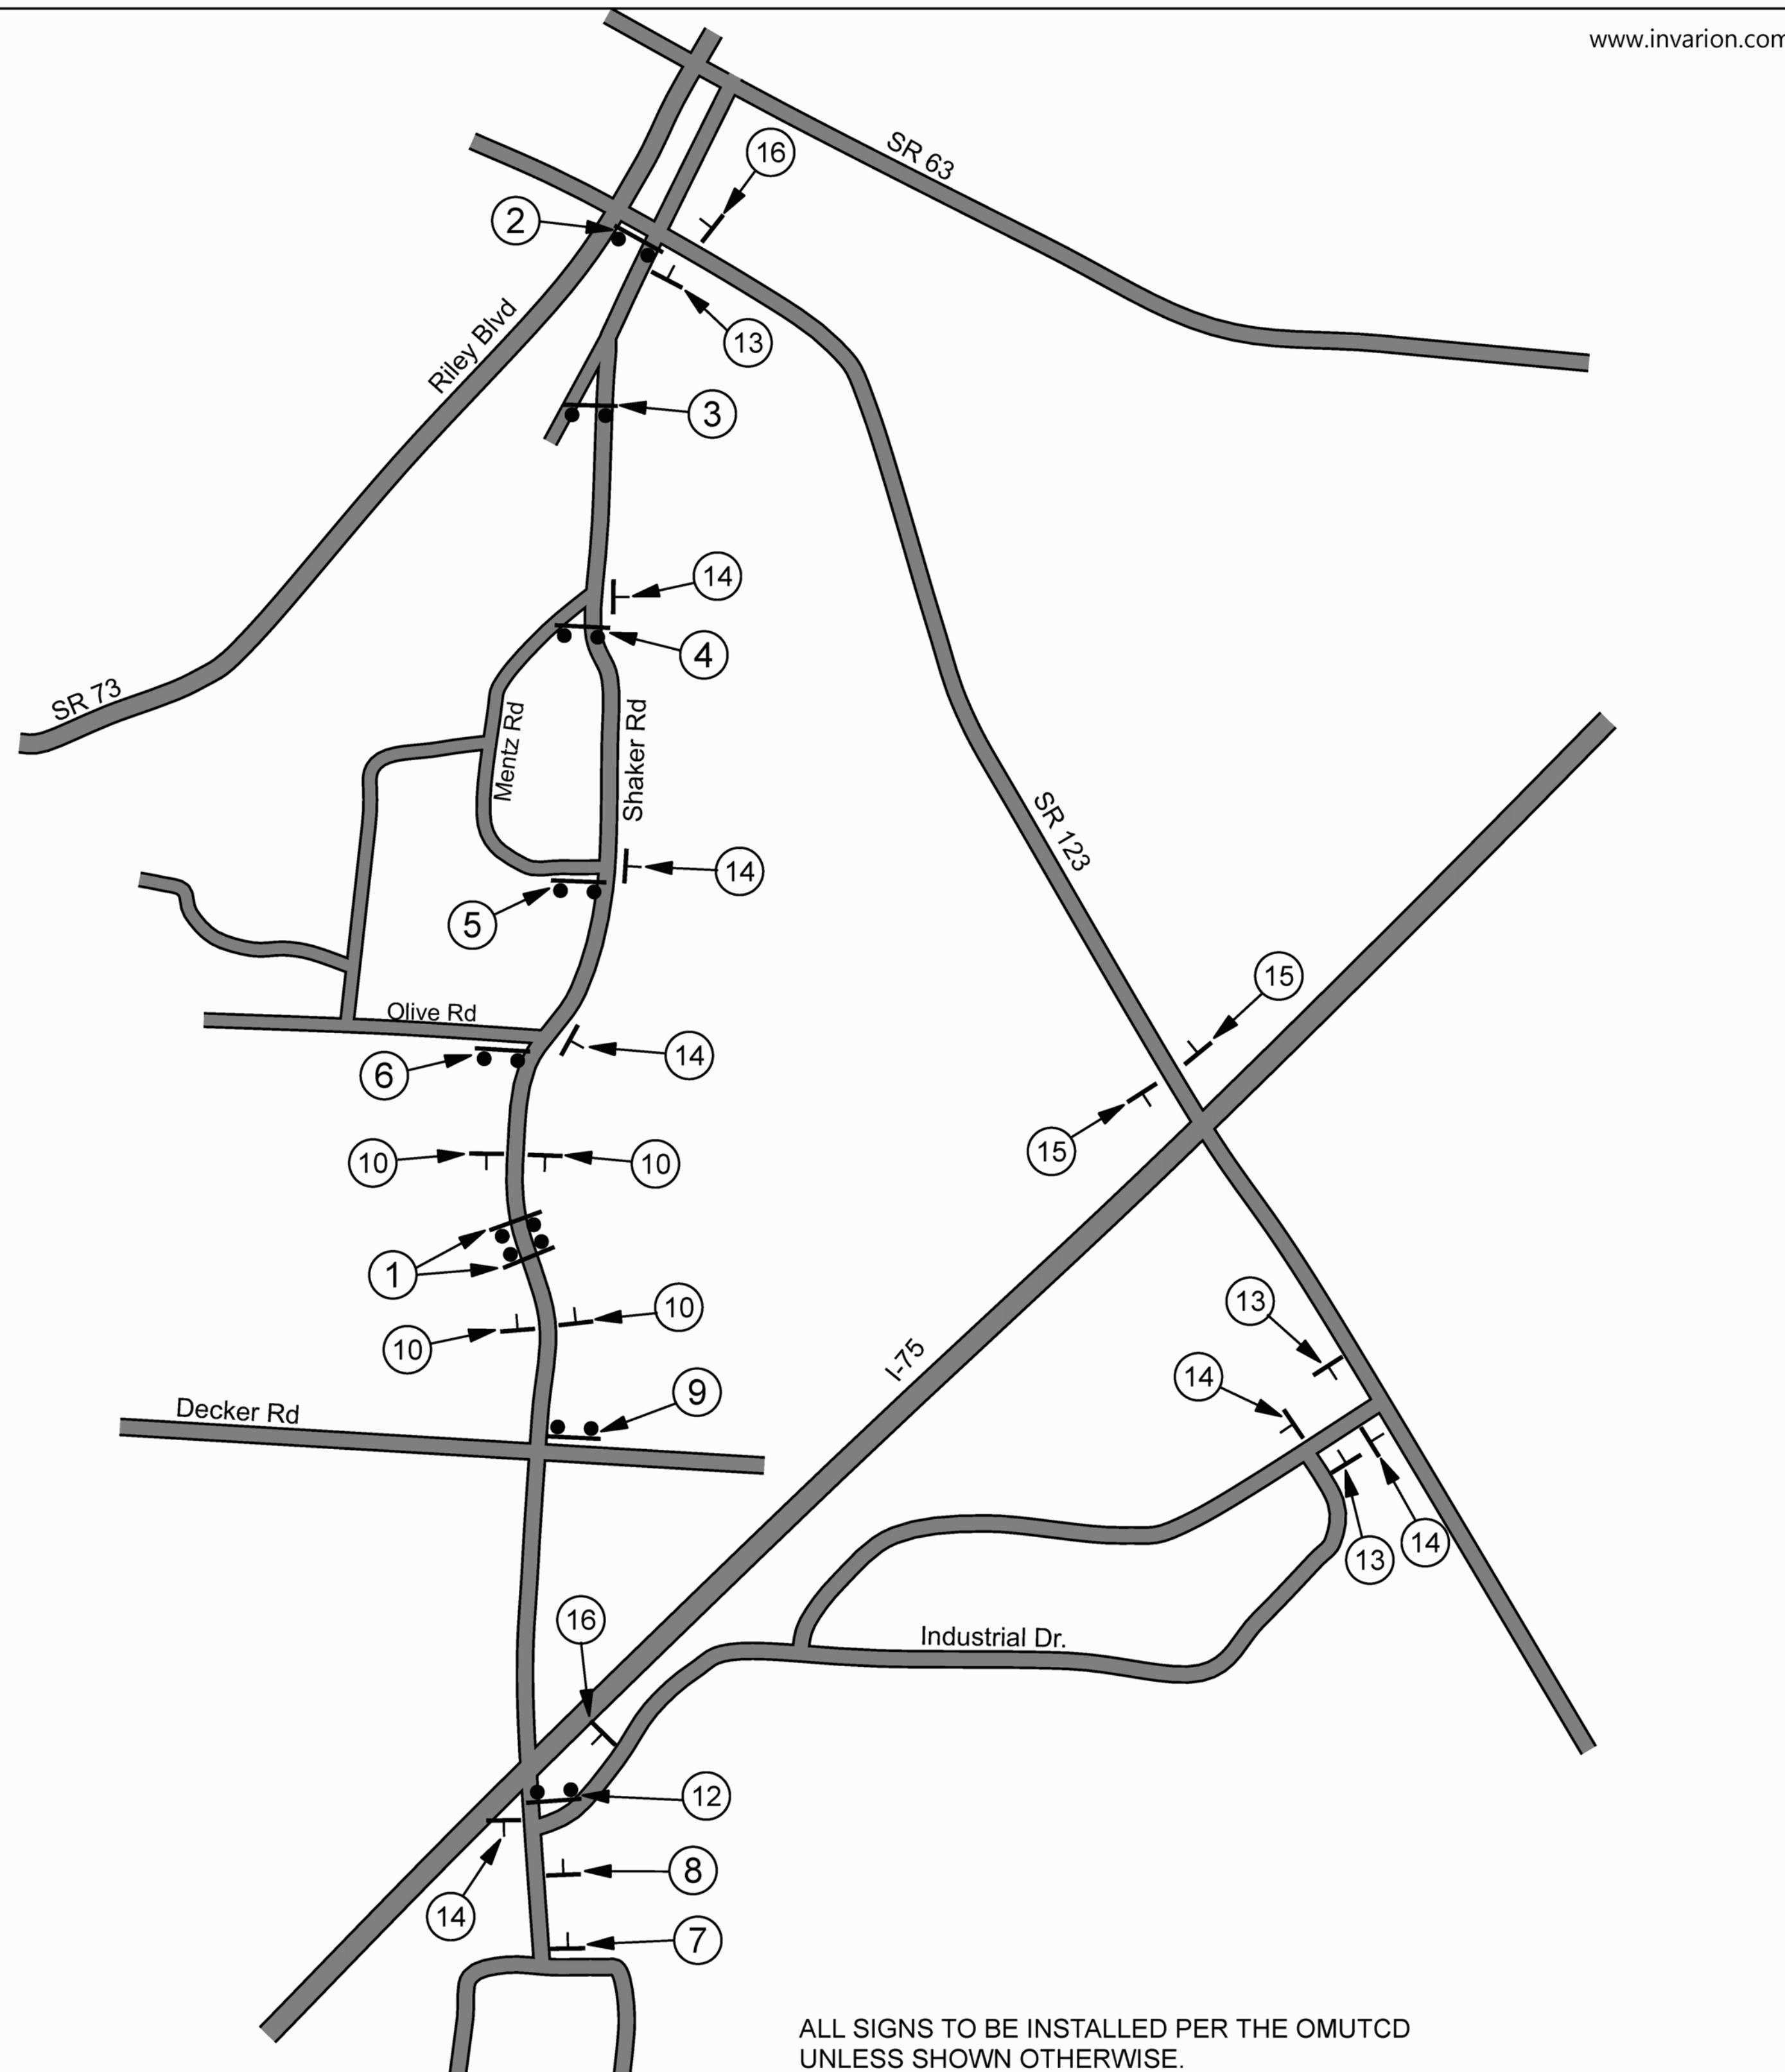 www.invarion.com
SR 63
16
2
13
Riley Blvd
3
14
4
SR 73
Mentz Rd
Shaker Rd
SR 123
14
5
15
Olive Rd
14
6
15
10
10
1
13
10
10
I-75
14
9
Decker Rd
14
13
16
Industrial Dr.
12
8
14
7
ALL SIGNS TO BE INSTALLED PER THE OMUTCD
UNLESS SHOWN OTHERWISE.